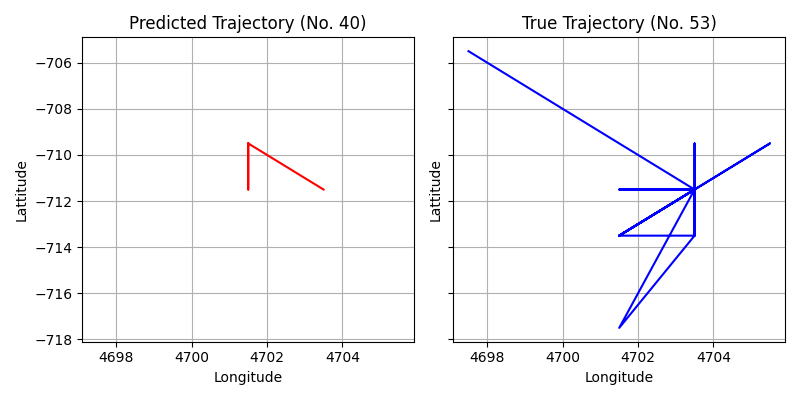 Predicted Trajectory (No. 40)
True Trajectory (No. 53)
−706
−708
−710
−712
−714
−716
−718
4698
4700
4702
4704
4698
4700
4702
4704
Lattitude
Lattitude
Longitude
Longitude